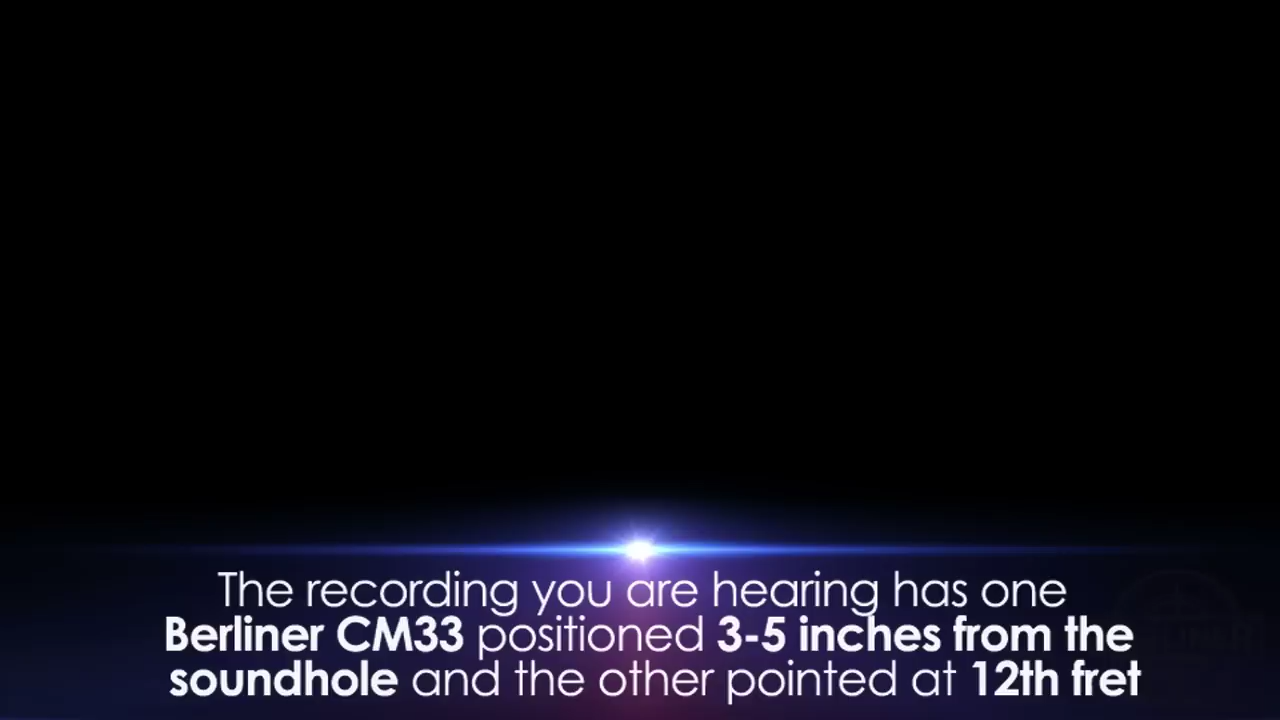 The recording you are hearing has one
Berliner CM33 positioned 3-5 inches from the
soundhole and the other pointed at 12th fret